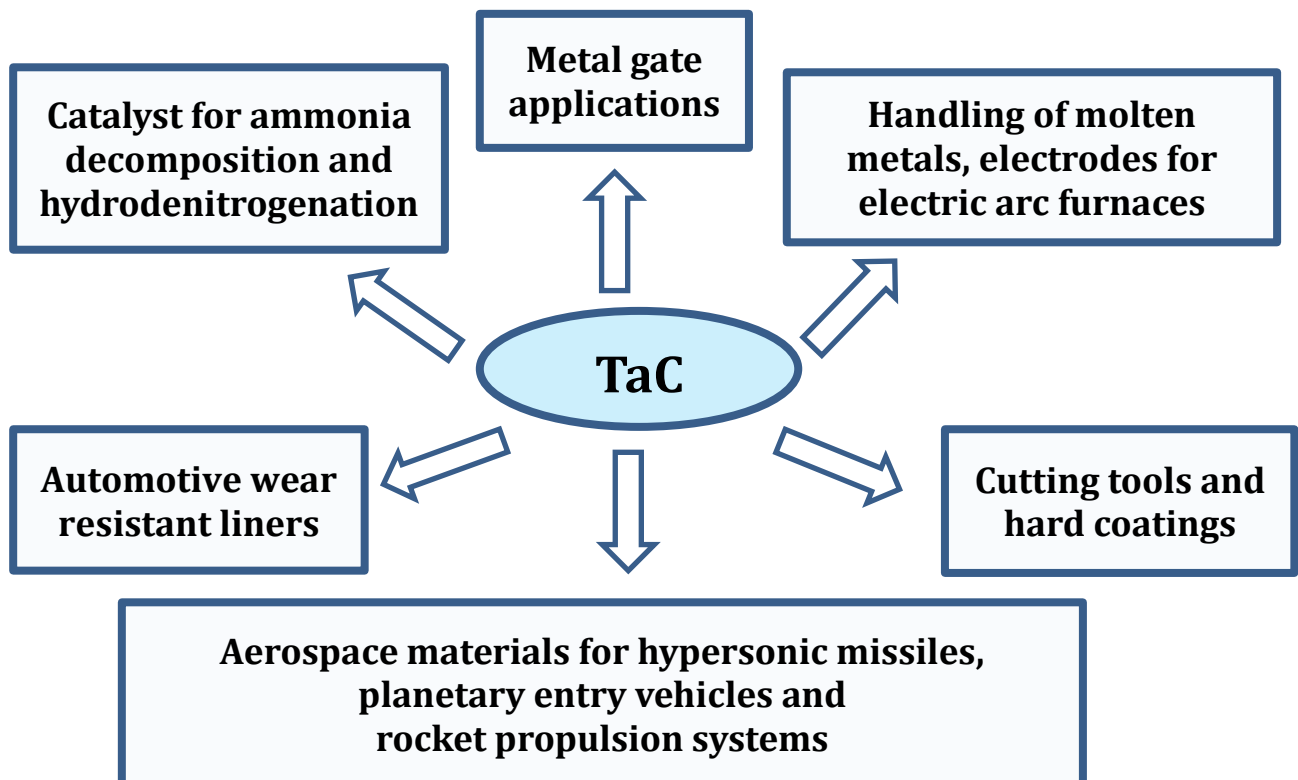 Metal gate
applications
Catalyst for ammonia
decomposition and
hydrodenitrogenation
Handling of molten
metals, electrodes for
electric arc furnaces
TaC
Automotive wear
resistant liners
Cutting tools and
hard coatings
Aerospace materials for hypersonic missiles,
planetary entry vehicles and
rocket propulsion systems